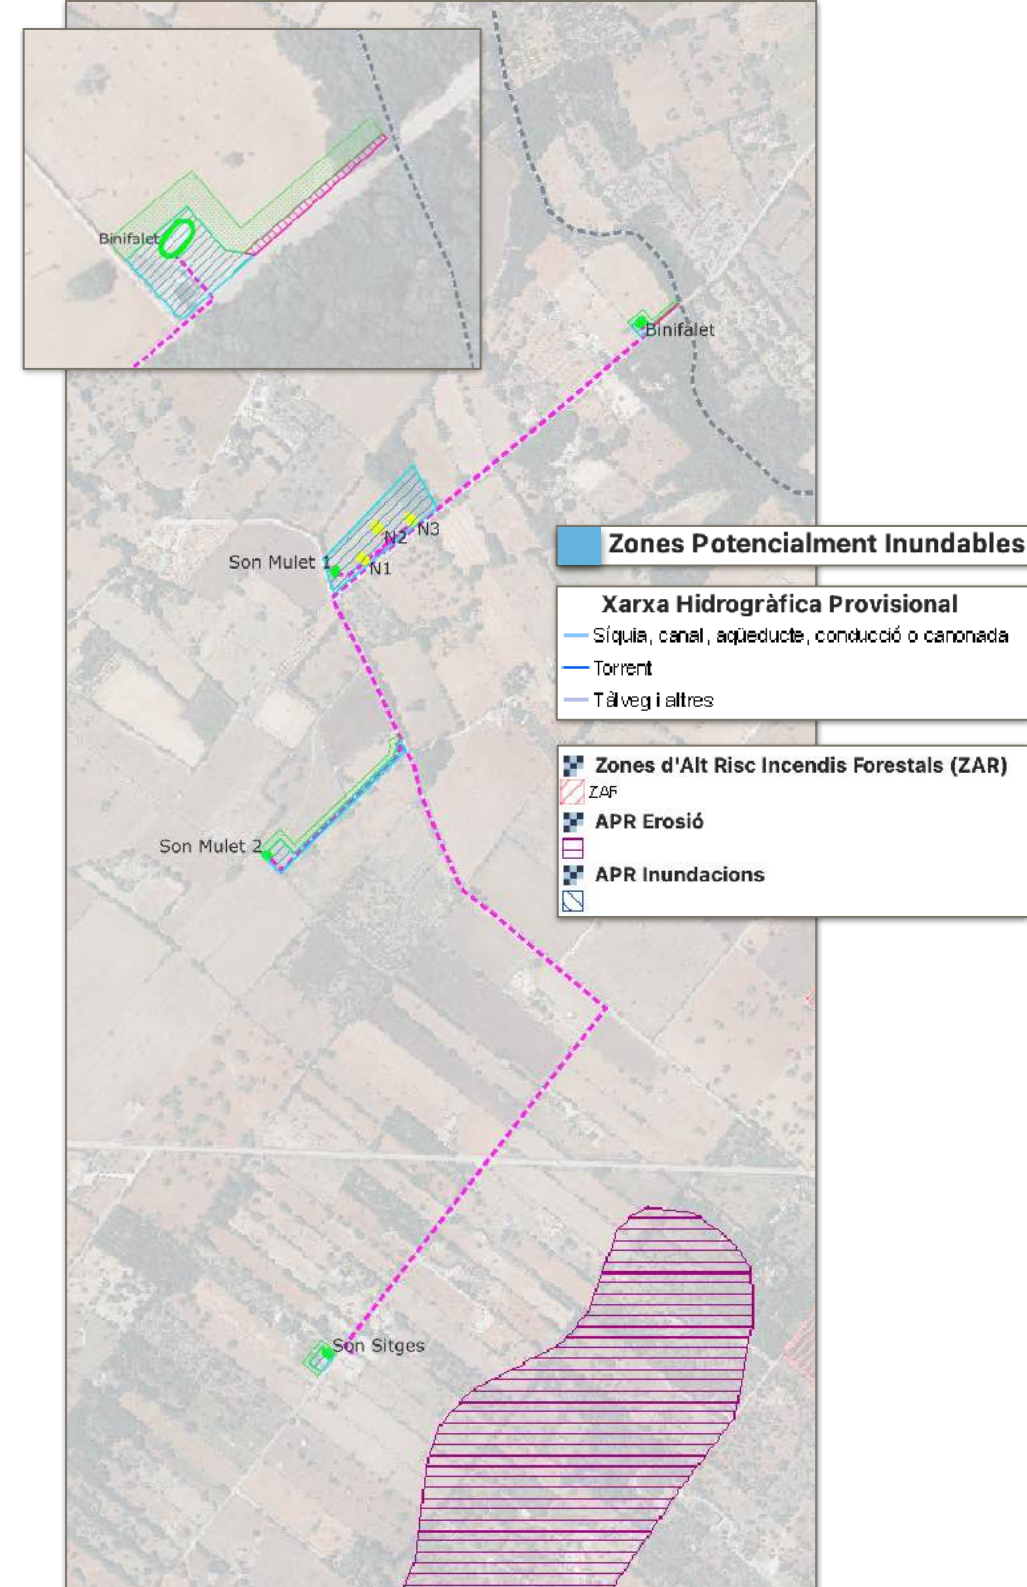 Binifalet
Binifalet
N3
N2
Son Mulet 1
N1
Zones Potencialment Inundables
Xarxa Hidrogràfica Provisional
Síquia, canal, aqüeducte, conducció o canonada
Torrent
Tàlveg i altres
Zones d'Alt Risc Incendis Forestals (ZAR)
ZAR
APR Erosió
Son Mulet 2
APR Inundacions
Son Sitges